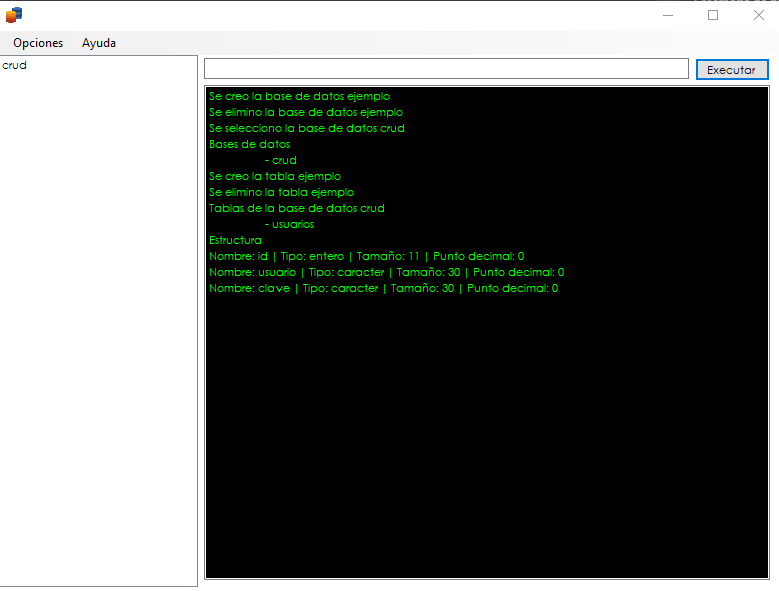 Opciones Ayuda
crud
Executar
Se creo la base de datos ejemplo
Se elimino la base de datos ejemplo
Se selecciono la base de datos crud
Bases de datos
- crud
Se creo la tabla ejemplo
Se elimino la tabla ejemplo
Tablas de la base de datos crud
- usuarios
Estructura
Nombre: id | Tipo: entero | Tamaño: 11 | Punto decimal: 0
Nombre: usuario | Tipo: caracter | Tamaño: 30 | Punto decimal: 0
Nombre: clave | Tipo: caracter | Tamaño: 30 | Punto decimal: 0